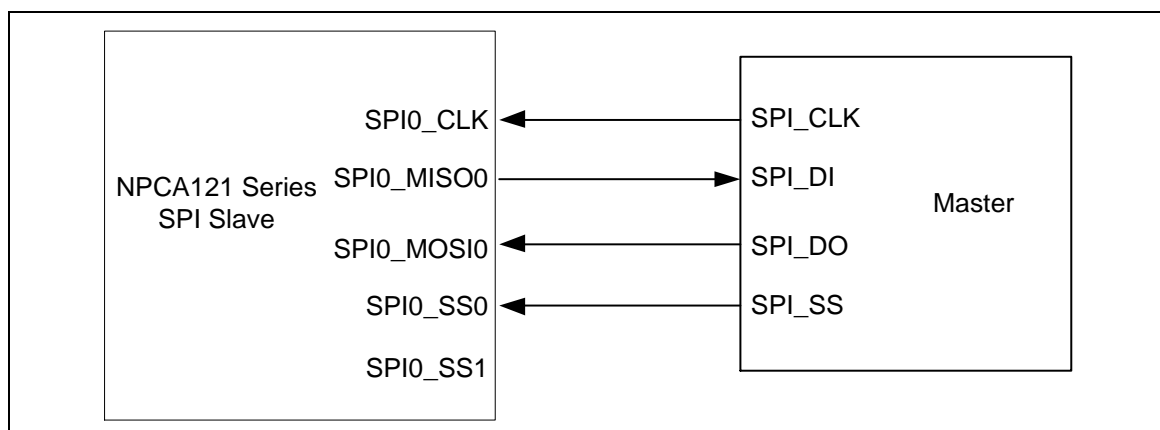 NPCA121 Series
SPI Slave
SPI0_CLK
SPI0_MISO0
SPI0_MOSI0
SPI0_SS0
SPI0_SS1
SPI_CLK
SPI_DI
SPI_DO
SPI_SS
Master